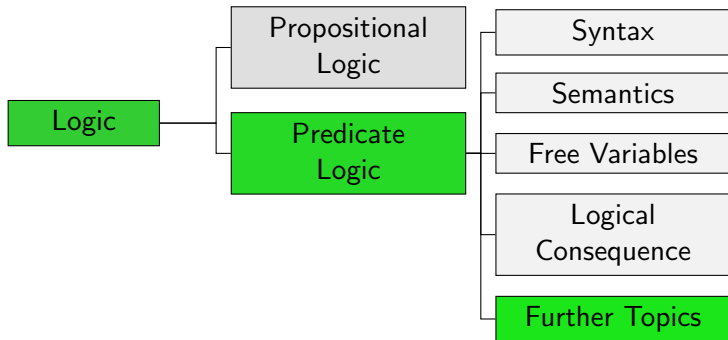 Logic
Propositional
Logic
Predicate
Logic
Syntax
Semantics
Free Variables
Logical
Consequence
Further Topics